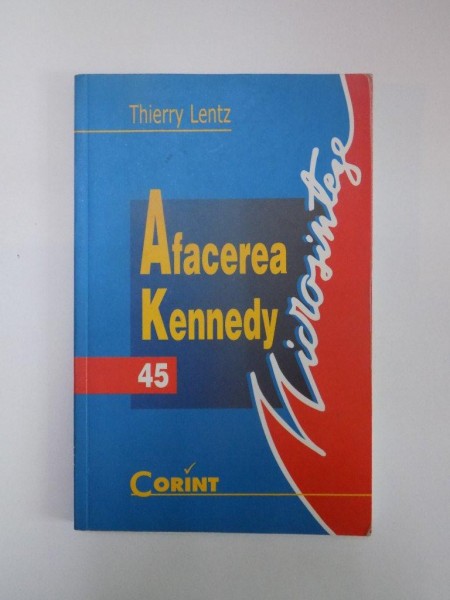 Thierry Lentz
Afacerea
Kennedy
45
Microsinteze
CORINT